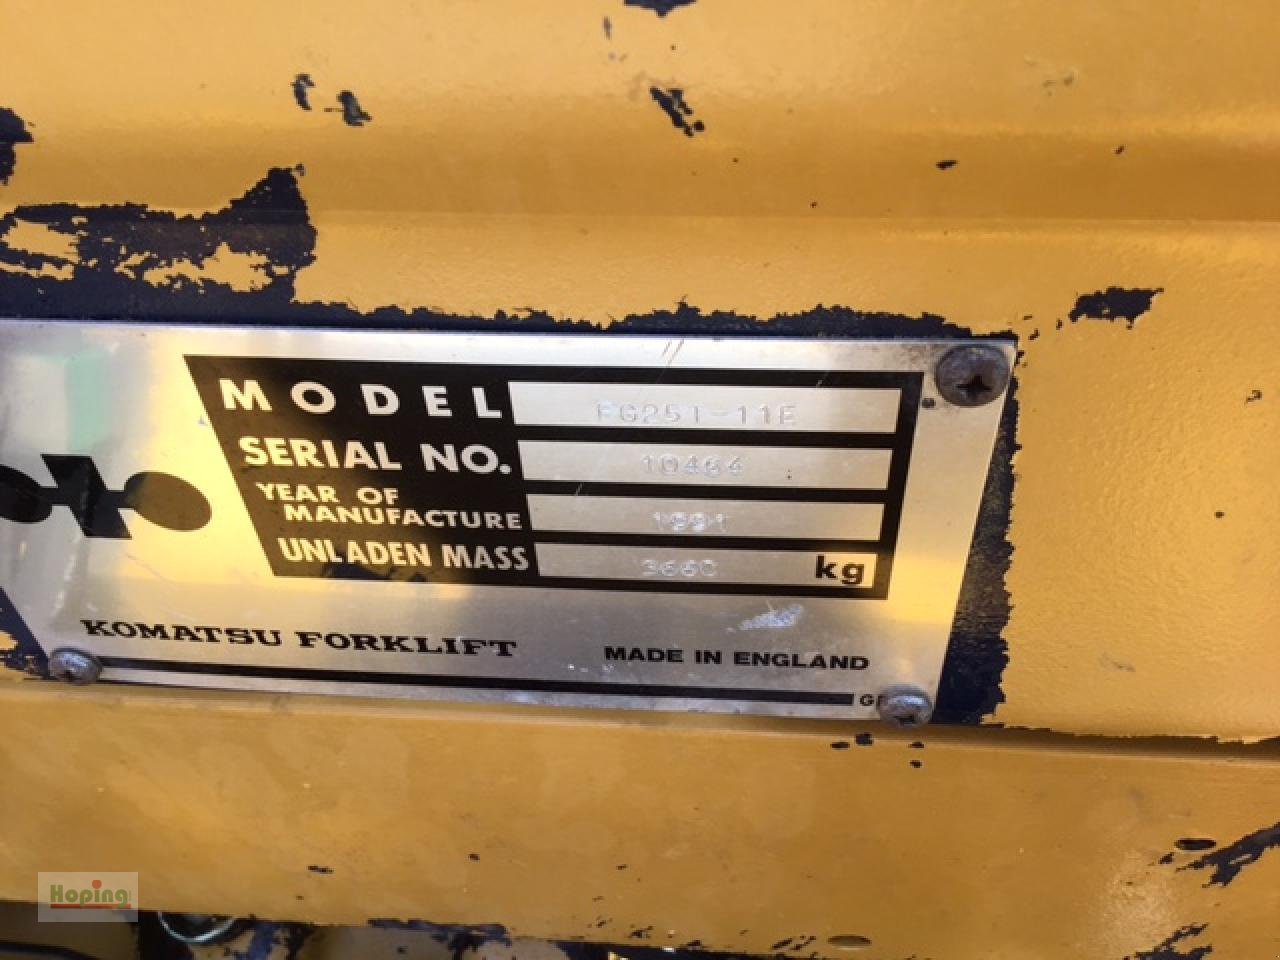 MODEL FG25T-11E
SERIAL NO. 10464
YEAR OF
MANUFACTURE 1991
UNLADEN MASS 3660 kg
KOMATSU FORKLIFT MADE IN ENGLAND
Hoping